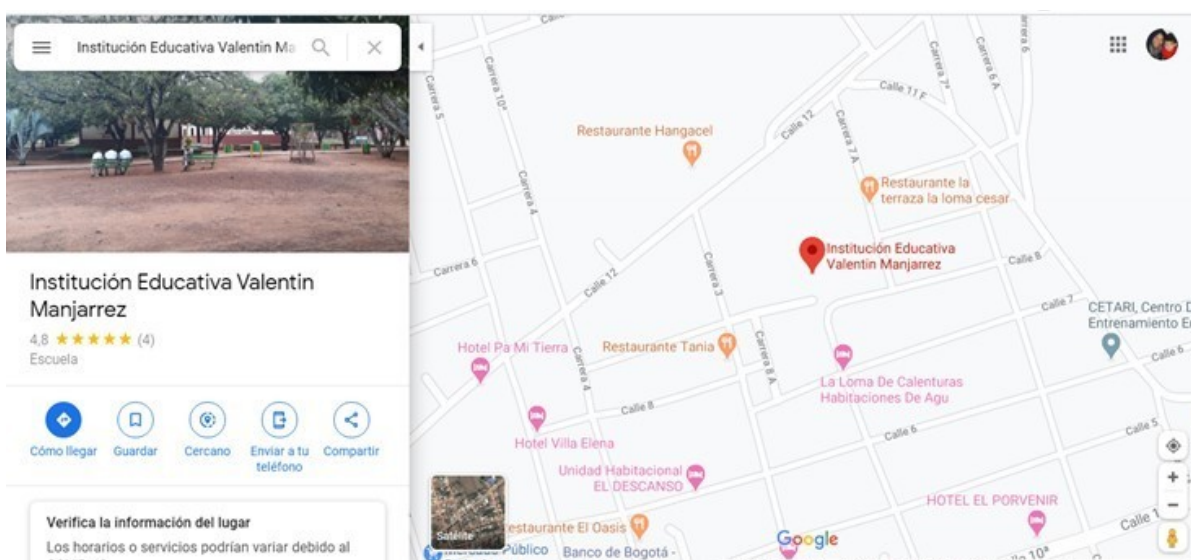 Institución Educativa Valentin Ma
Institución Educativa Valentin
Manjarrez
4,8
(4)
Escuela
Cómo llegar
Guardar
Cercano
Enviar a tu
teléfono
Compartir
Verifica la información del lugar
Los horarios o servicios podrían variar debido al
Carrera 5
Carrera 10ª
Carrera 4
Carrera 6
Restaurante Hangacel
Calle 12
Calle 11 F
Carrera 7ª
Carrera 6 A
Carrera 7 A
Restaurante la
terraza la loma cesar
Institución Educativa
Valentin Manjarrez
Calle 12
Carrera 3
Calle 8
Calle 7
CETARI, Centro D
Entrenamiento E
Calle 6
Hotel Pa Mi Tierra
Carrera 4
Restaurante Tania
Carrera 8 A
La Loma De Calenturas
Habitaciones De Agu
Calle 8
Hotel Villa Elena
Calle 6
Calle 5
Unidad Habitacional
EL DESCANSO
HOTEL EL PORVENIR
Satélite
estaurante El Oasis
Google
Calle 1
Público
Banco de Bogotá -
10ª